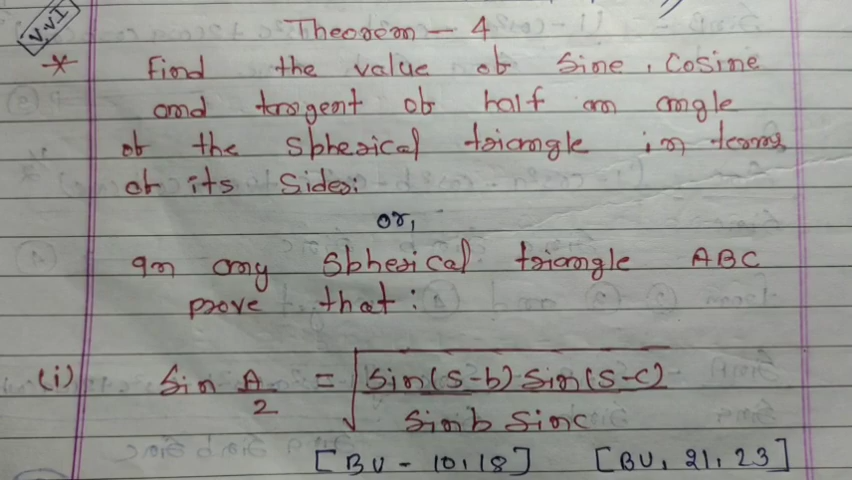 V.V.I
Theorem - 4
* Find the value of Sine, Cosine
and tangent of half an angle
of the Spherical triangle in terms
of its Sides:
or,
In any Spherical triangle ABC
prove that:
(i) Sin A/2 = √(Sin(S-b) Sin(S-c) / Sinb Sinc)
[BU - 10,18] [BU, 21, 23]